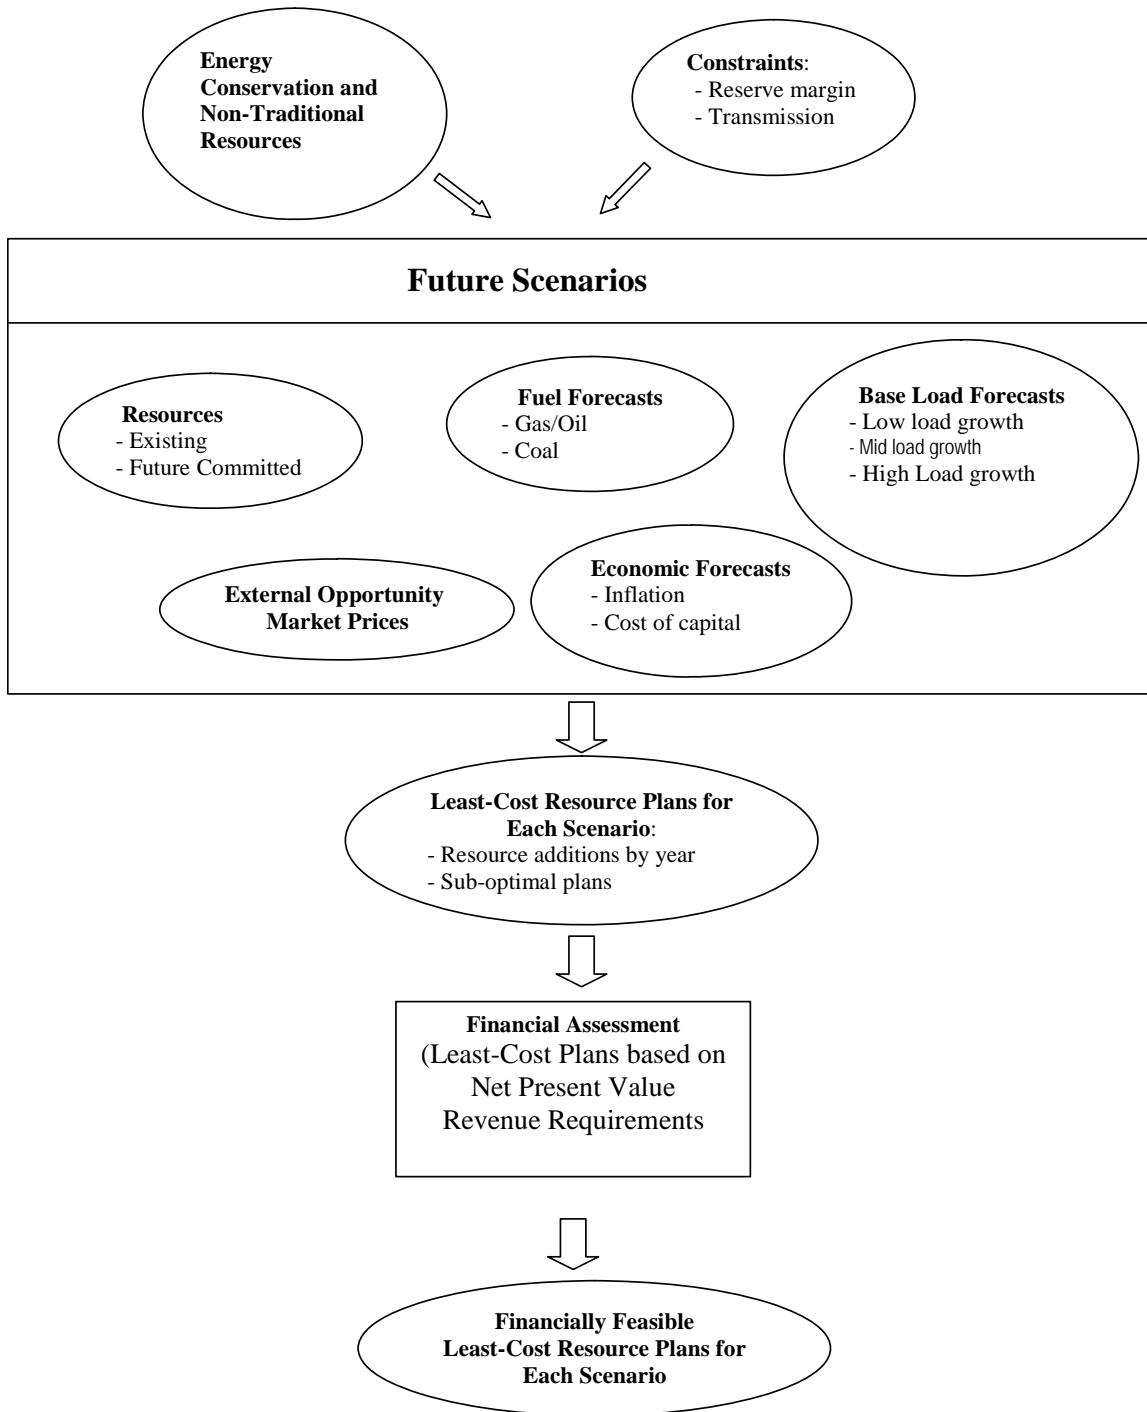 Energy
Conservation and
Non-Traditional
Resources
Constraints:
- Reserve margin
- Transmission
Future Scenarios
Resources
- Existing
- Future Committed
Fuel Forecasts
- Gas/Oil
- Coal
Base Load Forecasts
- Low load growth
- Mid load growth
- High Load growth
External Opportunity
Market Prices
Economic Forecasts
- Inflation
- Cost of capital
Least-Cost Resource Plans for
Each Scenario:
- Resource additions by year
- Sub-optimal plans
Financial Assessment
(Least-Cost Plans based on
Net Present Value
Revenue Requirements
Financially Feasible
Least-Cost Resource Plans for
Each Scenario